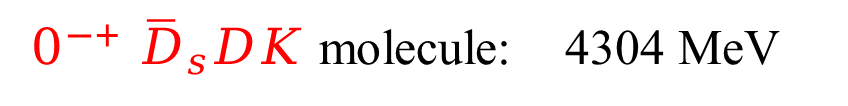 0⁻⁺ D̅ₛDK molecule: 4304 MeV